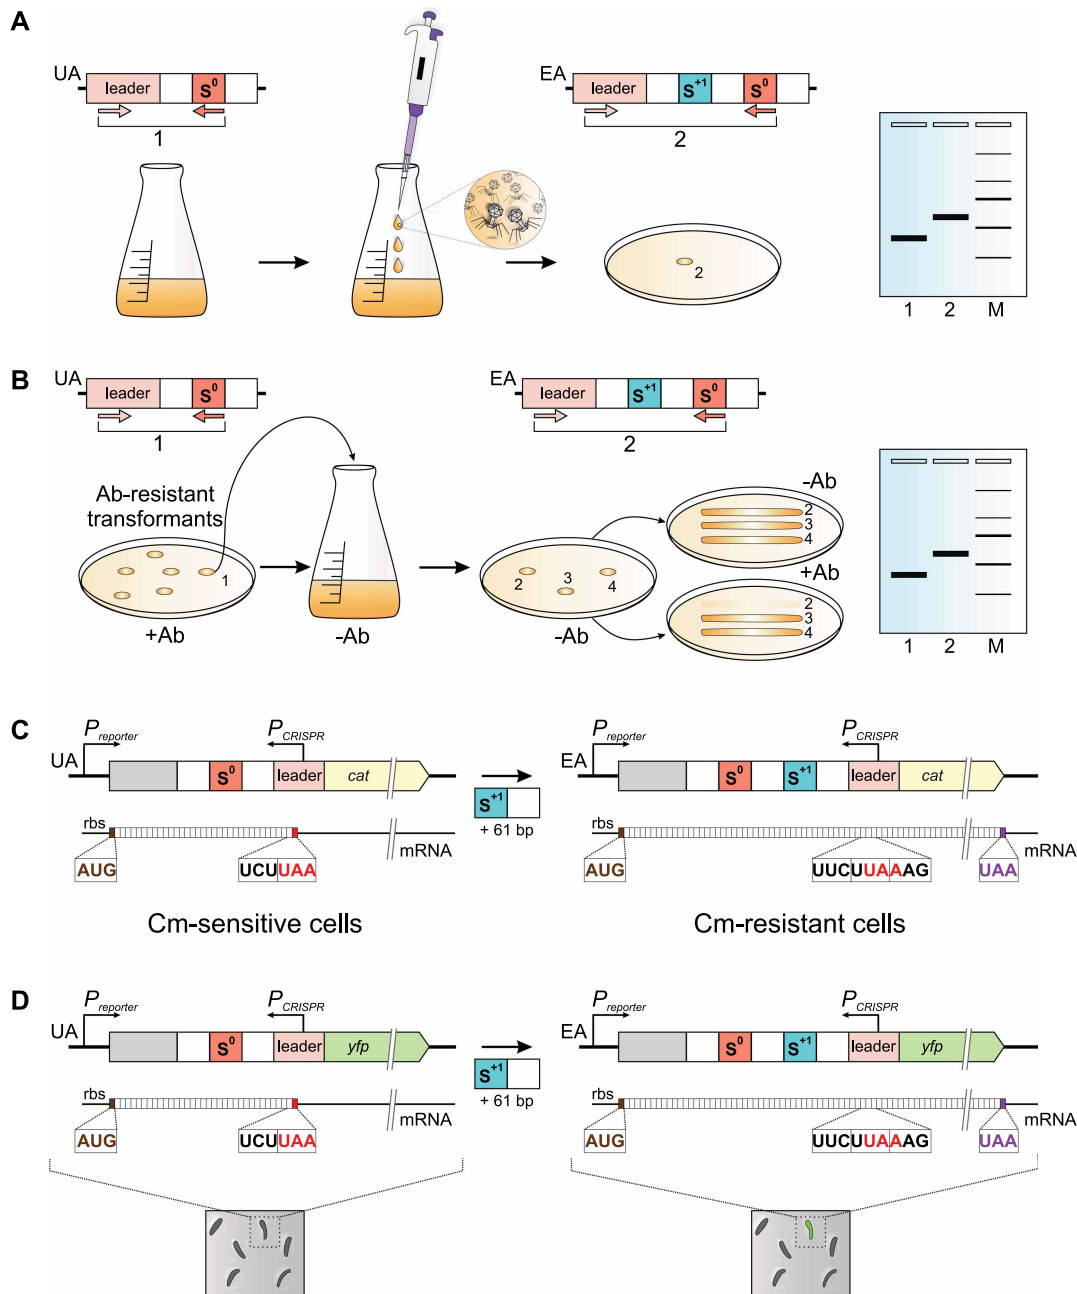 A
UA
leader
S0
1
EA
leader
S+1
S0
2
2
1 2 M
B
UA
leader
S0
1
EA
leader
S+1
S0
2
Ab-resistant
transformants
1
+Ab
-Ab
2 3 4
-Ab
-Ab
2
3
4
+Ab
2
3
4
1 2 M
C
UA
Preporter
PCRISPR
S0
leader
cat
rbs
mRNA
AUG
UCUUAA
S+1
+ 61 bp
EA
Preporter
PCRISPR
S0
S+1
leader
cat
rbs
mRNA
AUG
UUCUUAAAG
UAA
Cm-sensitive cells
Cm-resistant cells
D
UA
Preporter
PCRISPR
S0
leader
yfp
rbs
mRNA
AUG
UCUUAA
S+1
+ 61 bp
EA
Preporter
PCRISPR
S0
S+1
leader
yfp
rbs
mRNA
AUG
UUCUUAAAG
UAA